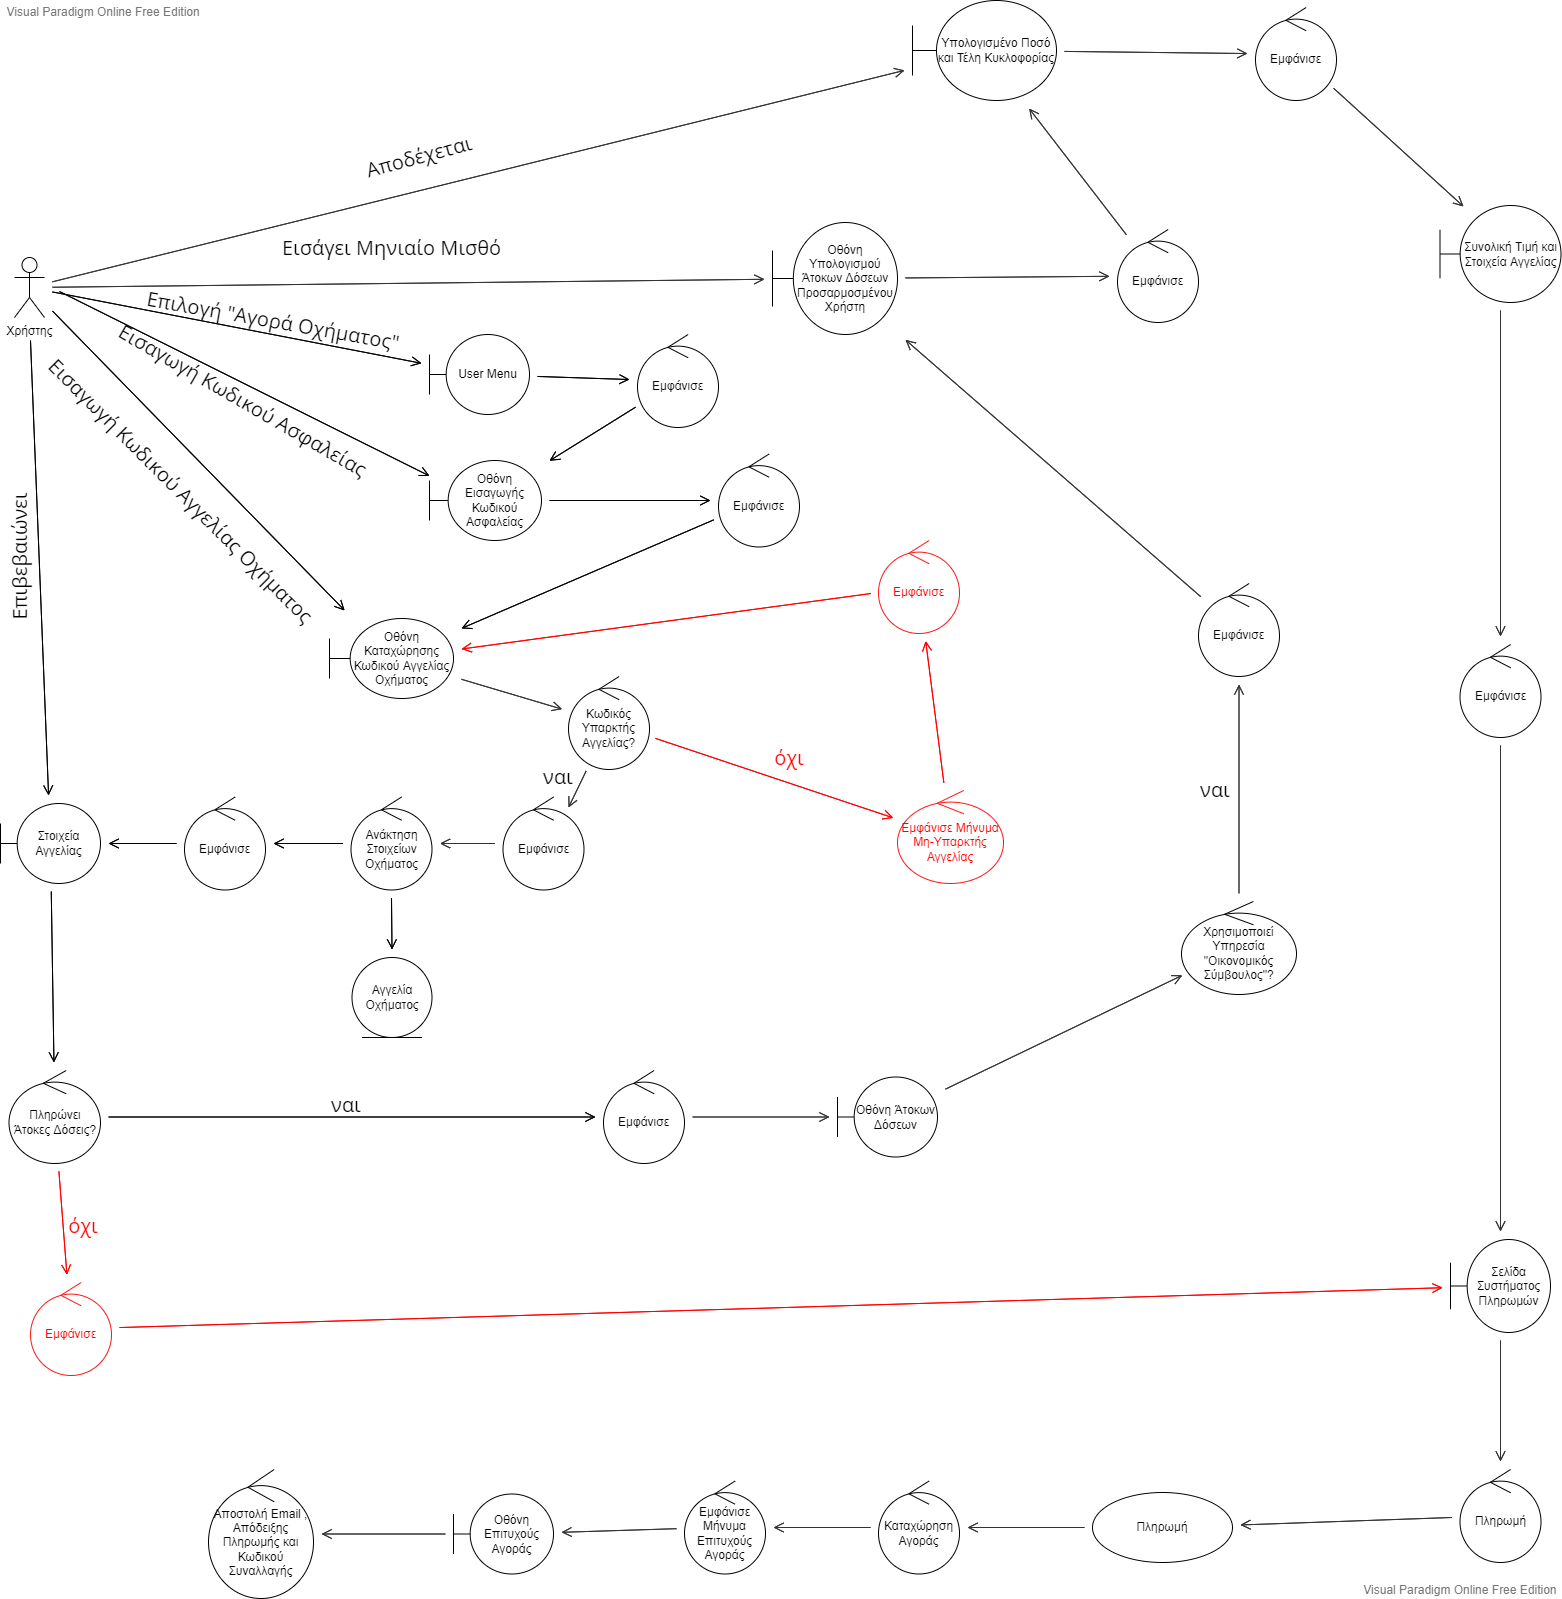 Visual Paradigm Online Free Edition
Υπολογισμένο Ποσό
και Τέλη Κυκλοφορίας
Εμφάνισε
Αποδέχεται
Εισάγει Μηνιαίο Μισθό
Οθόνη
Υπολογισμού
Άτοκων Δόσεων
Προσαρμοσμένου
Χρήστη
Εμφάνισε
Συνολική Τιμή και
Στοιχεία Αγγελίας
Χρήστης
Επιλογή "Αγορά Οχήματος"
User Menu
Εμφάνισε
Εισαγωγή Κωδικού Ασφαλείας
Οθόνη
Εισαγωγής
Κωδικού
Ασφαλείας
Εμφάνισε
Εισαγωγή Κωδικού Αγγελίας Οχήματος
Επιβεβαιώνει
Εμφάνισε
Οθόνη
Καταχώρησης
Κωδικού Αγγελίας
Οχήματος
Εμφάνισε
Εμφάνισε
Κωδικός
Υπαρκτής
Αγγελίας?
όχι
ναι
ναι
Στοιχεία
Αγγελίας
Εμφάνισε
Ανάκτηση
Στοιχείων
Οχήματος
Εμφάνισε
Εμφάνισε Μήνυμα
Μη-Υπαρκτής
Αγγελίας
Χρησιμοποιεί
Υπηρεσία
"Οικονομικός
Σύμβουλος"?
Αγγελία
Οχήματος
Πληρώνει
Άτοκες Δόσεις?
ναι
Εμφάνισε
Οθόνη Άτοκων
Δόσεων
όχι
Εμφάνισε
Σελίδα
Συστήματος
Πληρωμών
Αποστολή Email ,
Απόδειξης
Πληρωμής και
Κωδικού
Συναλλαγής
Οθόνη
Επιτυχούς
Αγοράς
Εμφάνισε
Μήνυμα
Επιτυχούς
Αγοράς
Καταχώρηση
Αγοράς
Πληρωμή
Πληρωμή
Visual Paradigm Online Free Edition